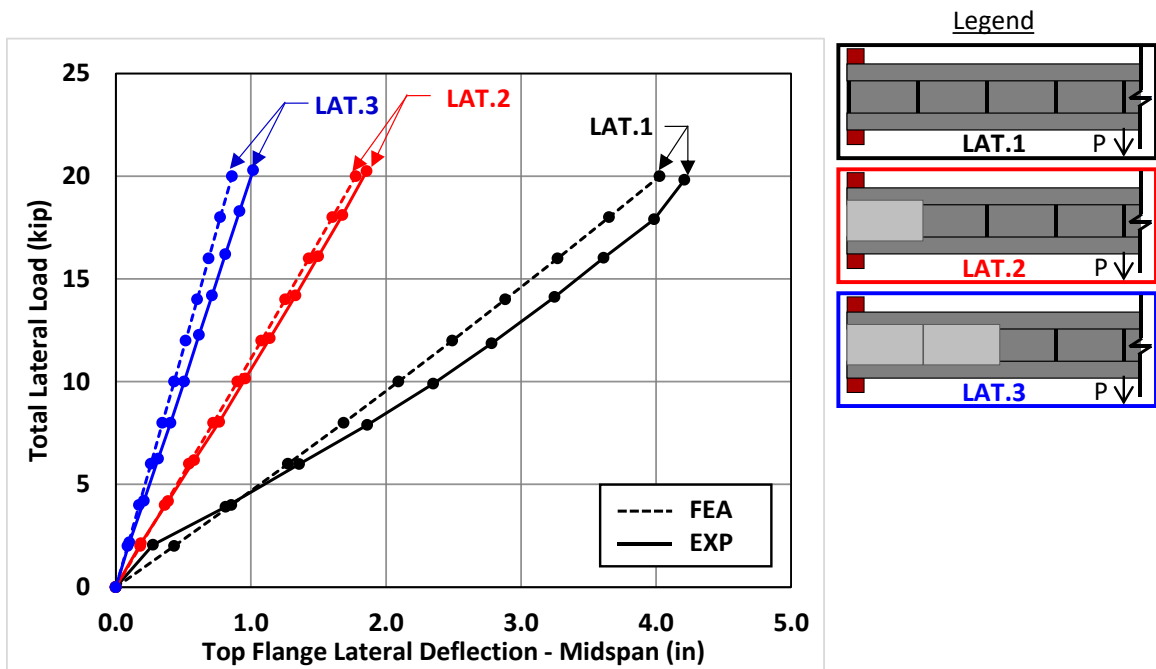 Legend
25
20
15
10
5
0
Total Lateral Load (kip)
LAT.3
LAT.2
LAT.1
FEA
EXP
0.0 1.0 2.0 3.0 4.0 5.0
Top Flange Lateral Deflection - Midspan (in)
LAT.1 P
LAT.2 P
LAT.3 P